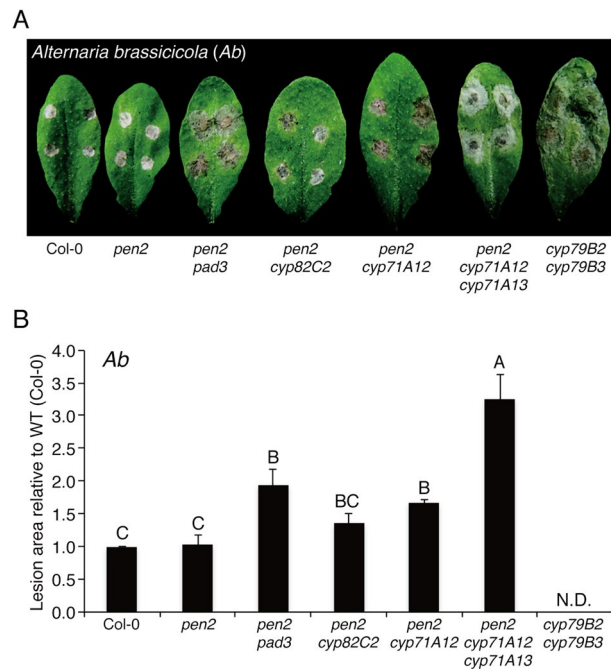 A
Alternaria brassicicola (Ab)
Col-0 pen2 pen2 pen2 pen2 pen2 cyp79B2
pad3 cyp82C2 cyp71A12 cyp71A12 cyp79B3
cyp71A13
B
Lesion area relative to WT (Col-0)
4.0
3.5
3.0
2.5
2.0
1.5
1.0
0.5
0.0
Ab
C C B BC B A N.D.
Col-0 pen2 pen2 pen2 pen2 pen2 cyp79B2
pad3 cyp82C2 cyp71A12 cyp71A12 cyp79B3
cyp71A13